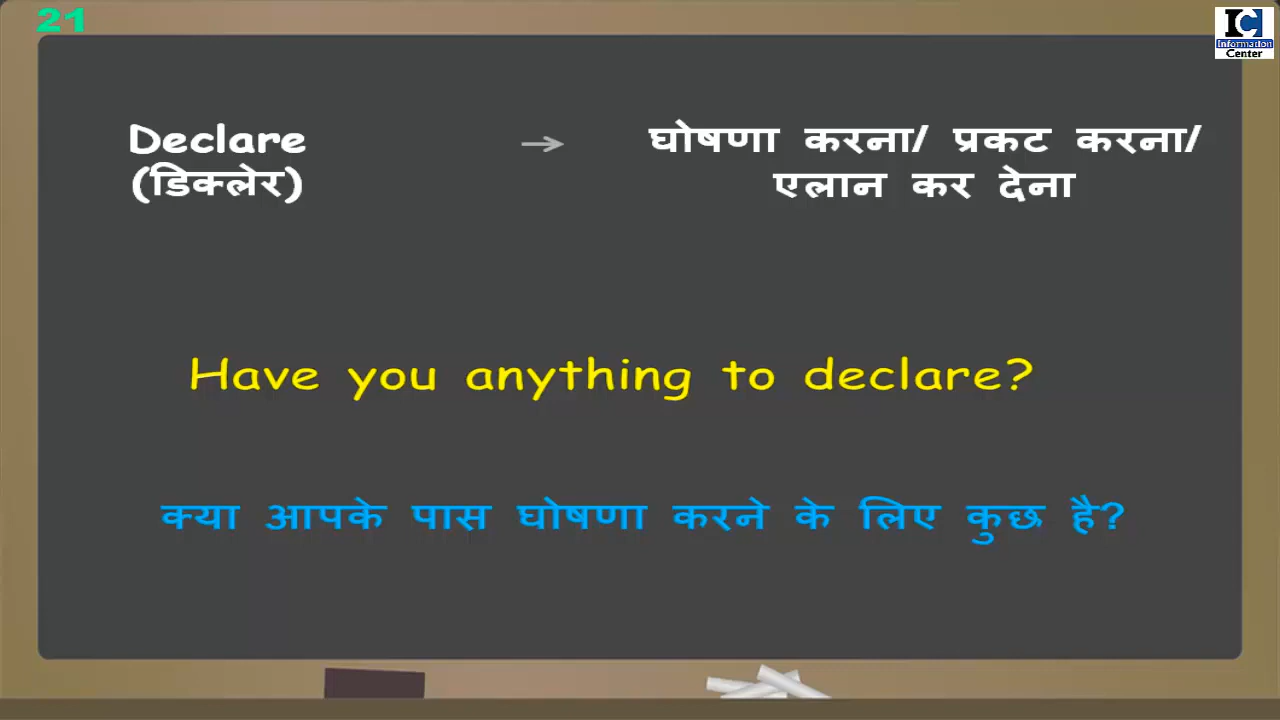 21
IC
Information
Center
Declare → घोषणा करना/ प्रकट करना/
(डिक्लेर) एलान कर देना
Have you anything to declare?
क्या आपके पास घोषणा करने के लिए कुछ है?